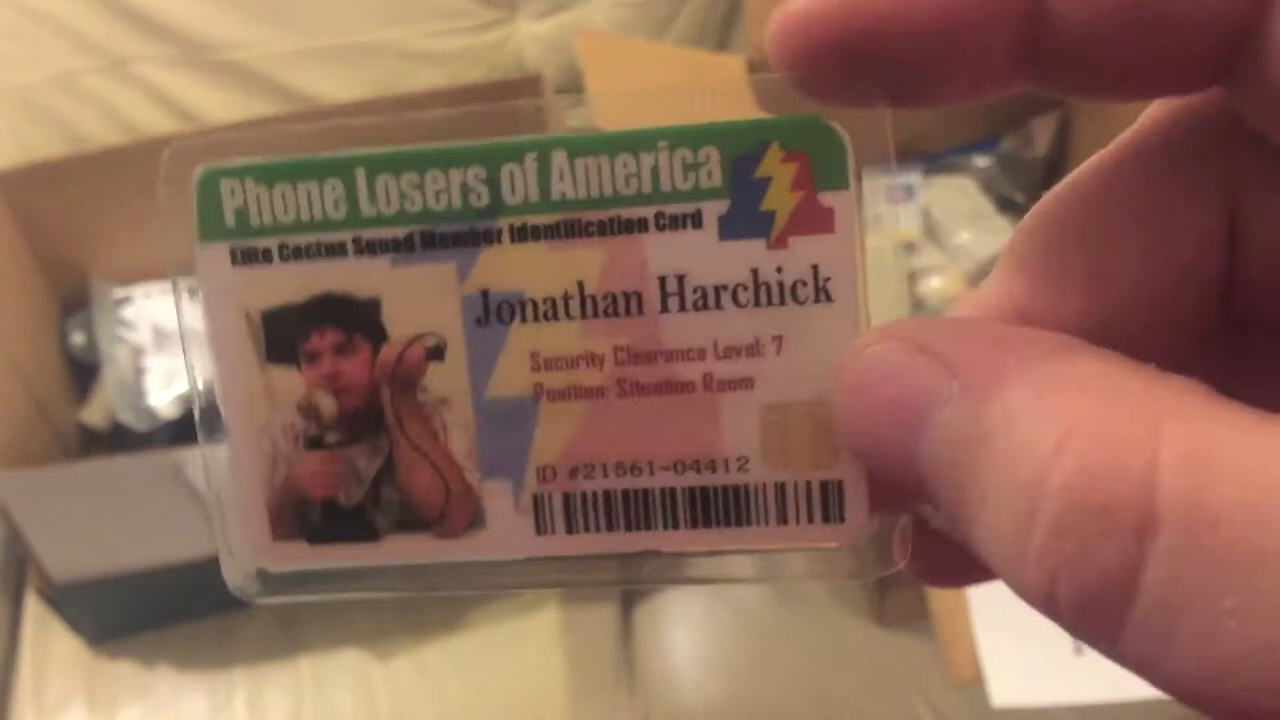 Phone Losers of America
Elite Cactus Squad Member Identification Card
Jonathan Harchick
Security Clearance Level: 7
Position: Situation Room
ID #21561-04412